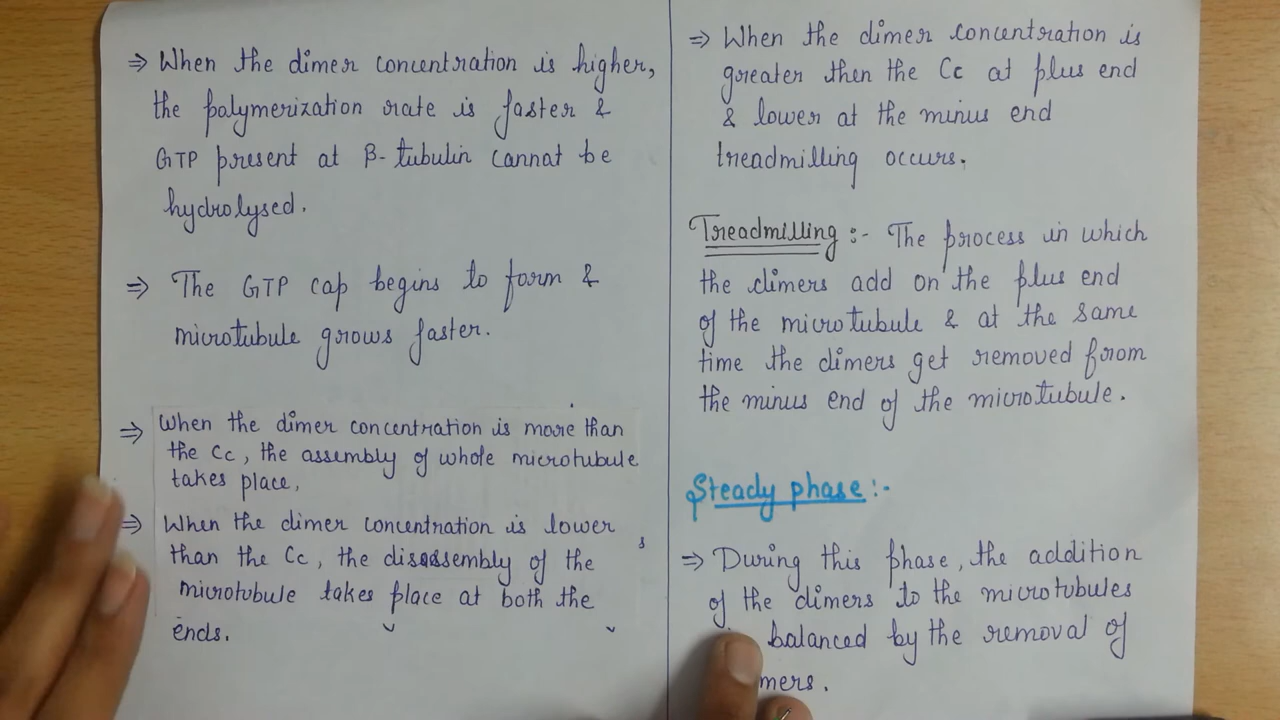 ⇒ When the dimer concentration is higher,
the polymerization rate is faster &
GTP present at β-tubulin cannot be
hydrolysed.
⇒ The GTP cap begins to form &
microtubule grows faster.
⇒ When the dimer concentration is more than
the Cc, the assembly of whole microtubule
takes place,
⇒ When the dimer concentration is lower
than the Cc, the disassembly of the
microtubule takes place at both the
ends.
⇒ When the dimer concentration is
greater then the Cc at plus end
& lower at the minus end
treadmilling occurs.
Treadmilling :- The process in which
the dimers add on the plus end
of the microtubule & at the same
time the dimers get removed from
the minus end of the microtubule.
Steady phase :-
⇒ During this phase, the addition
of the dimers to the microtubules
balanced by the removal of
mers.